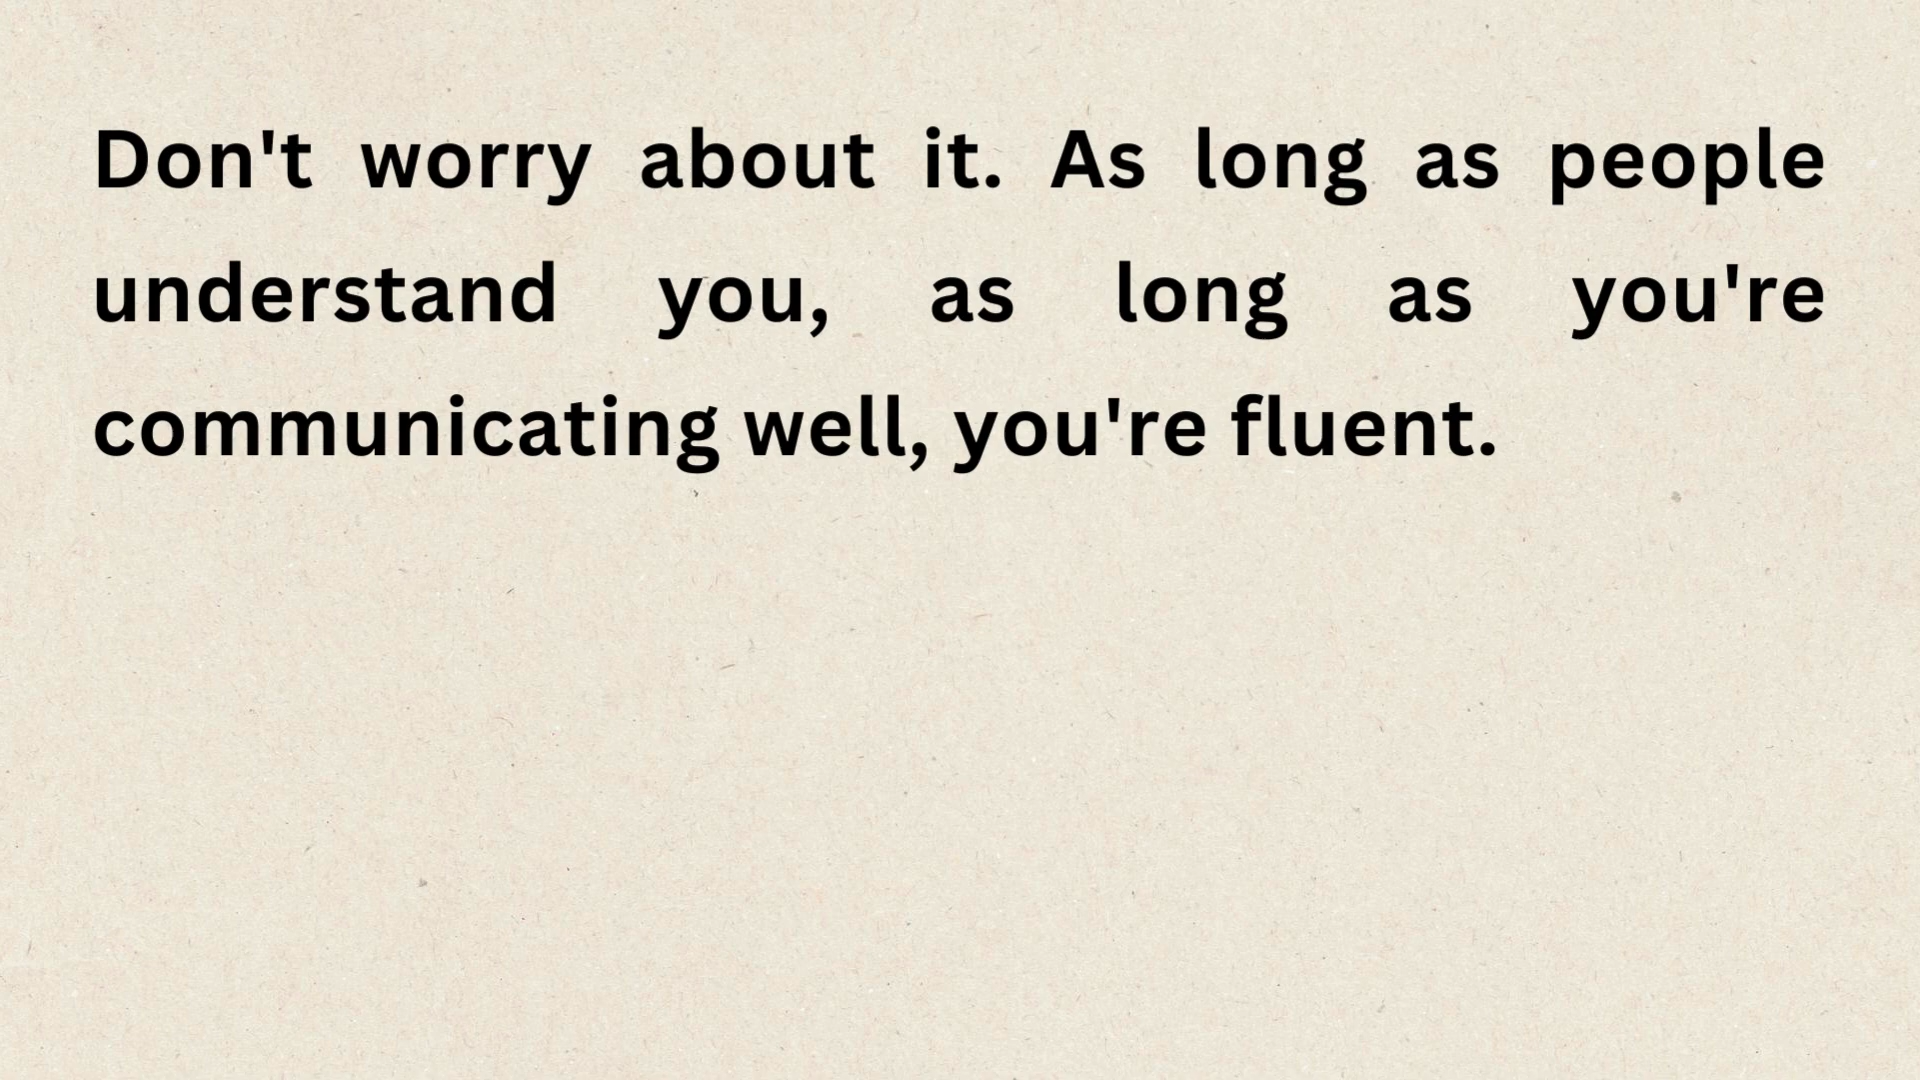 Don't worry about it. As long as people
understand you, as long as you're
communicating well, you're fluent.